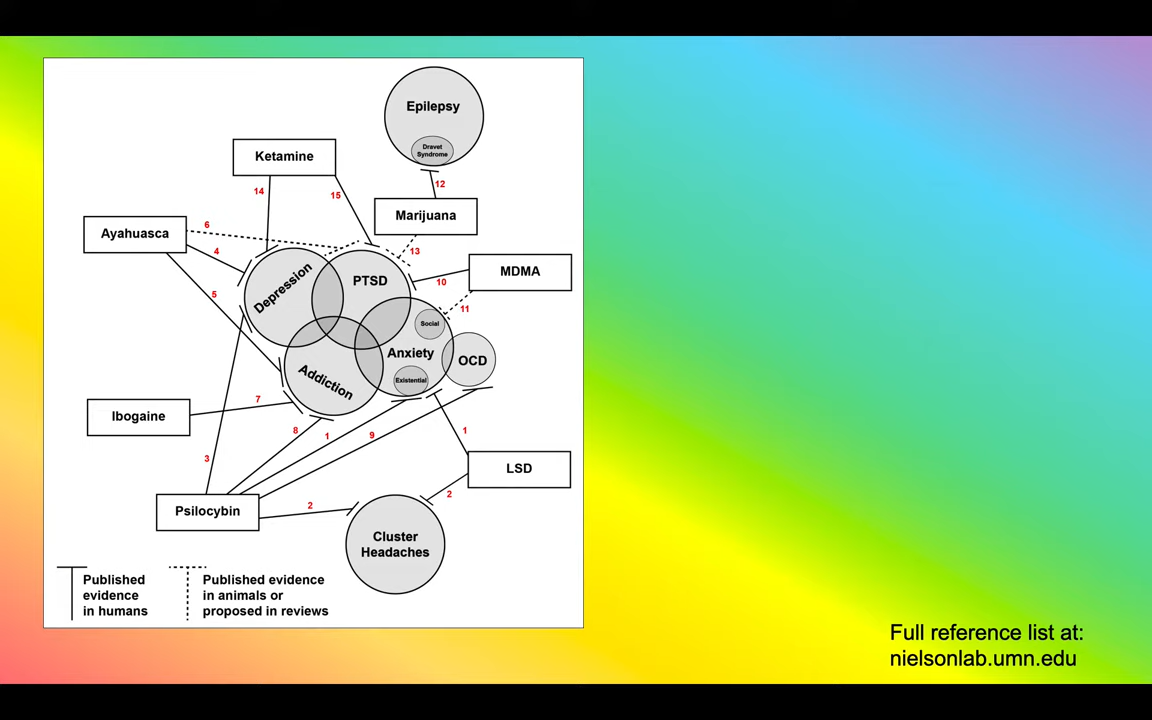 Epilepsy
Dravet
Syndrome
Ketamine
12
14
15
Marijuana
Ayahuasca
6
4
13
MDMA
PTSD
10
Depression
5
11
Social
Anxiety
OCD
Addiction
Existential
Ibogaine
7
8
1
9
1
3
LSD
2
Psilocybin
2
Cluster
Headaches
Published
evidence
in humans
Published evidence
in animals or
proposed in reviews
Full reference list at:
nielsonlab.umn.edu